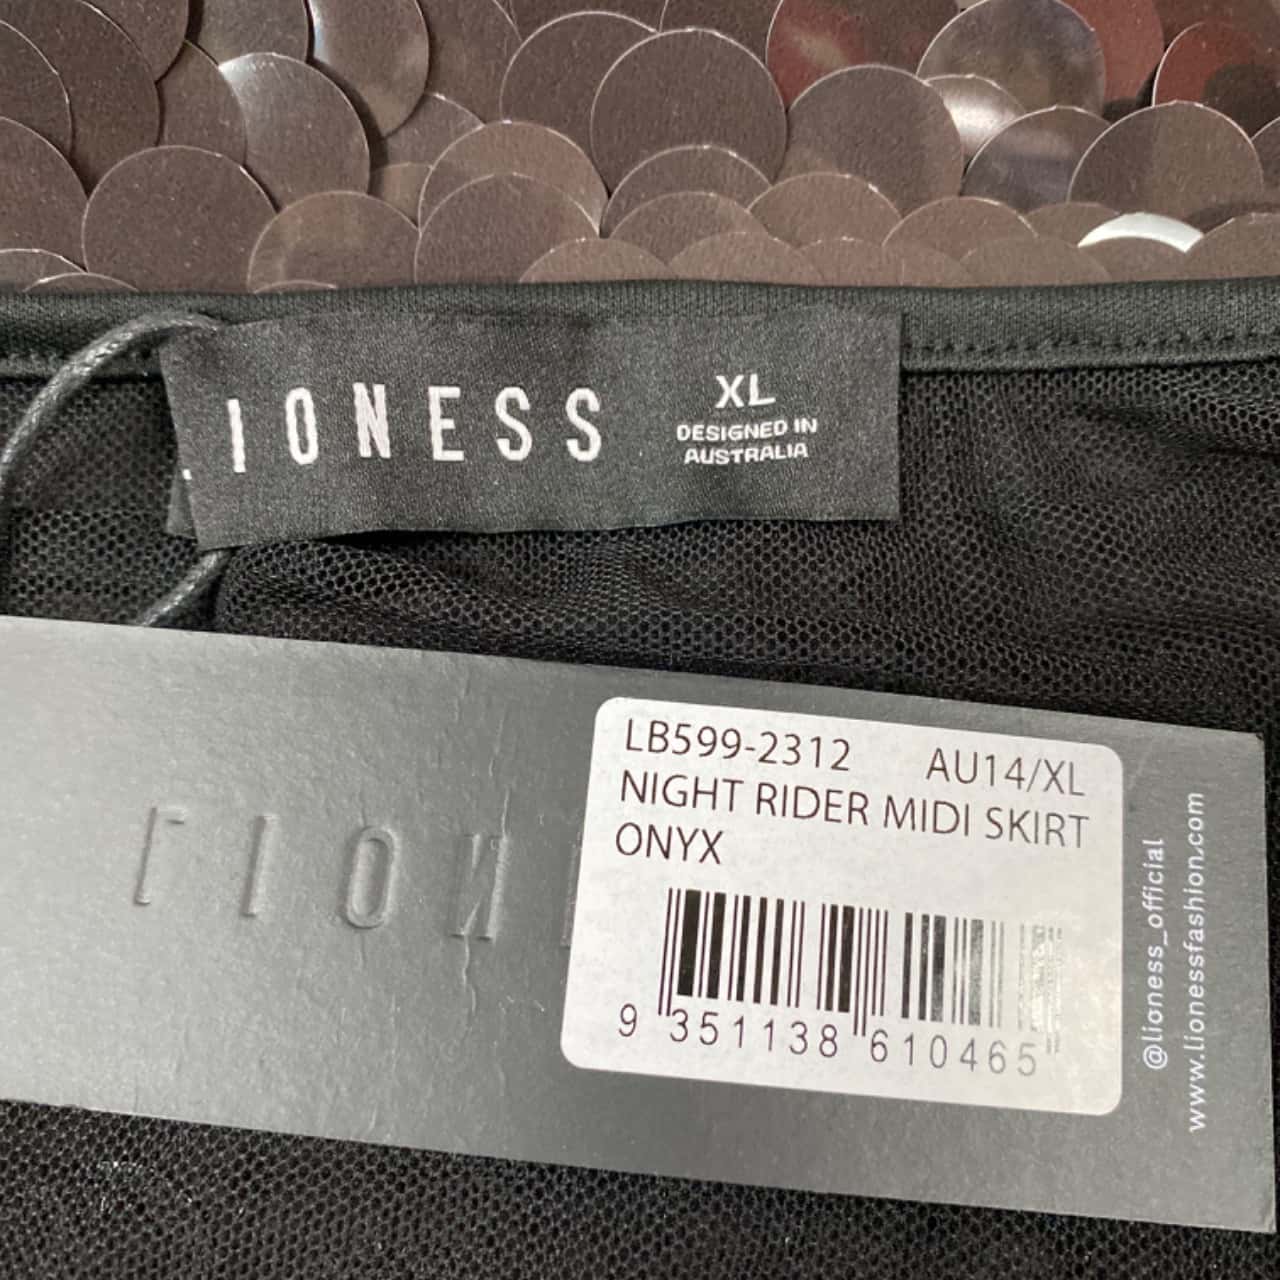 LIONESS
XL
DESIGNED IN
AUSTRALIA
LION
LB599-2312 AU14/XL
NIGHT RIDER MIDI SKIRT
ONYX
9 351138 610465
@lioness_official
www.lionessfashion.com